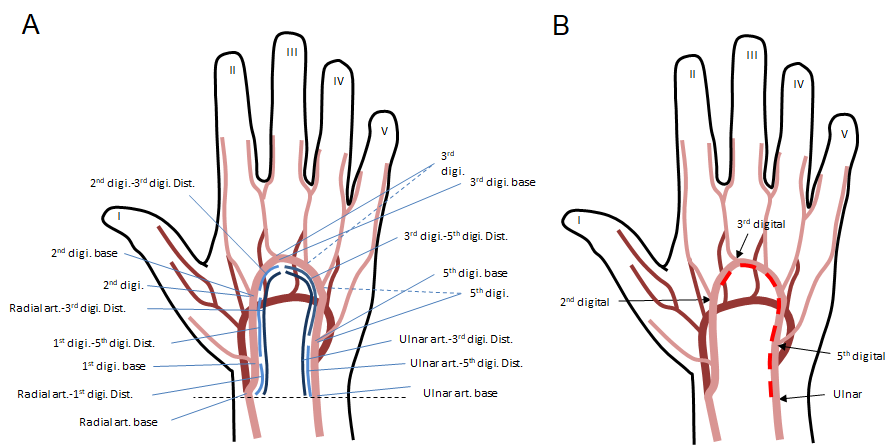 A
B
III
III
II
II
IV
IV
V
V
I
I
3rd
digi.
2nd digi.-3rd digi. Dist.
3rd digi. base
3rd digital
3rd digi.-5th digi. Dist.
2nd digi. base
5th digi. base
2nd digi.
5th digi.
2nd digital
Radial art.-3rd digi. Dist.
1st digi.-5th digi. Dist.
Ulnar art.-3rd digi. Dist.
5th digital
1st digi. base
Ulnar art.-5th digi. Dist.
Radial art.-1st digi. Dist.
Ulnar art. base
Ulnar
Radial art. base